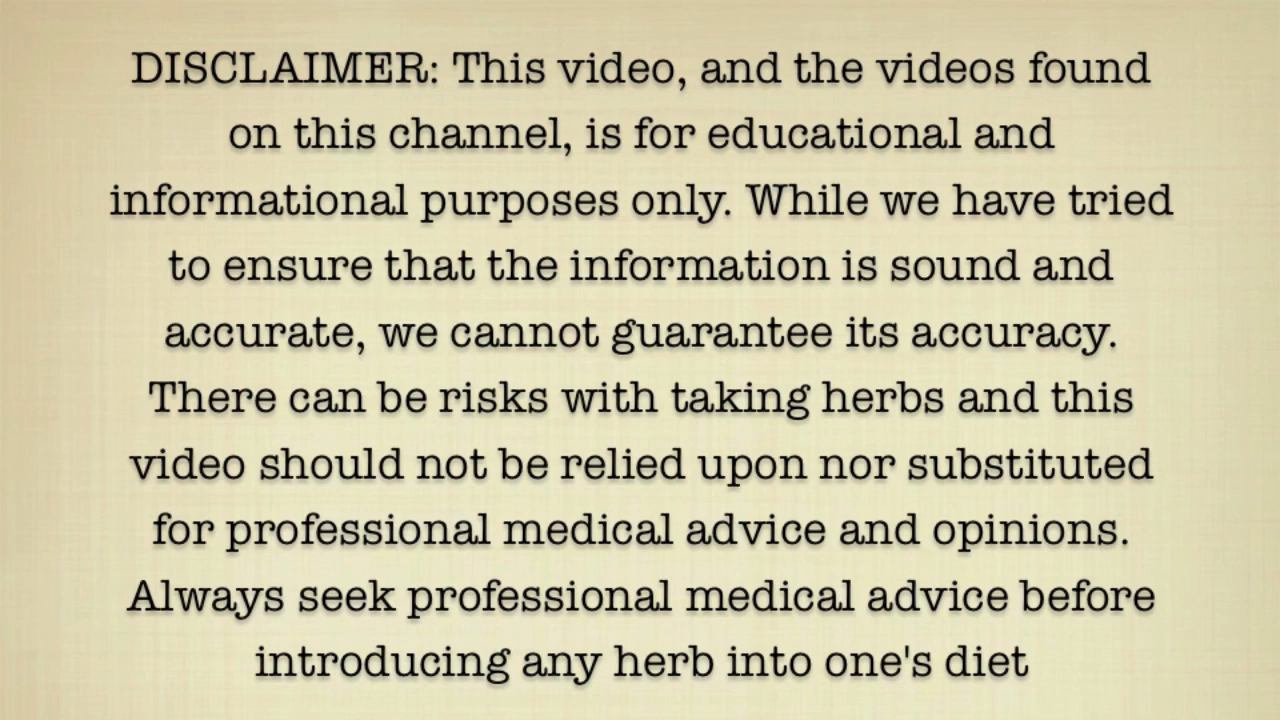 DISCLAIMER: This video, and the videos found
on this channel, is for educational and
informational purposes only. While we have tried
to ensure that the information is sound and
accurate, we cannot guarantee its accuracy.
There can be risks with taking herbs and this
video should not be relied upon nor substituted
for professional medical advice and opinions.
Always seek professional medical advice before
introducing any herb into one's diet